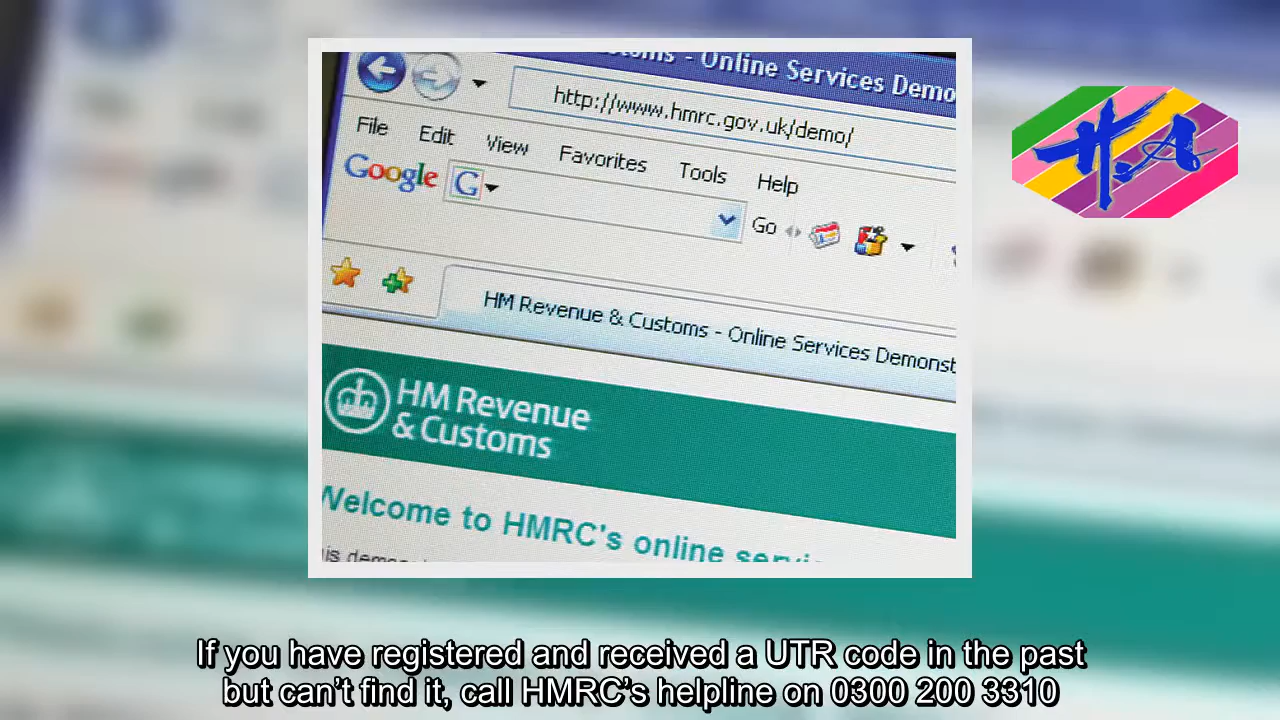 ustoms - Online Services Demo
http://www.hmrc.gov.uk/demo/
File Edit View Favorites Tools Help
Google G Go
HM Revenue & Customs - Online Services Demonst
HM Revenue
& Customs
Welcome to HMRC's online servic
H.A
If you have registered and received a UTR code in the past
but can't find it, call HMRC's helpline on 0300 200 3310